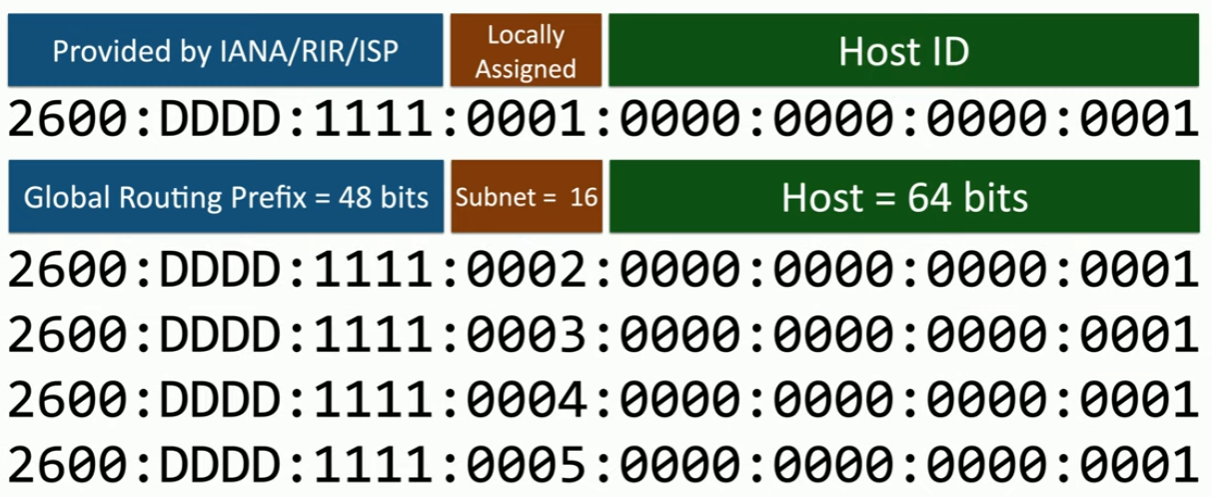 Provided by IANA/RIR/ISP
Locally
Assigned
Host ID
2600:DDDD:1111:0001:0000:0000:0000:0001
Global Routing Prefix = 48 bits
Subnet = 16
Host = 64 bits
2600:DDDD:1111:0002:0000:0000:0000:0001
2600:DDDD:1111:0003:0000:0000:0000:0001
2600:DDDD:1111:0004:0000:0000:0000:0001
2600:DDDD:1111:0005:0000:0000:0000:0001